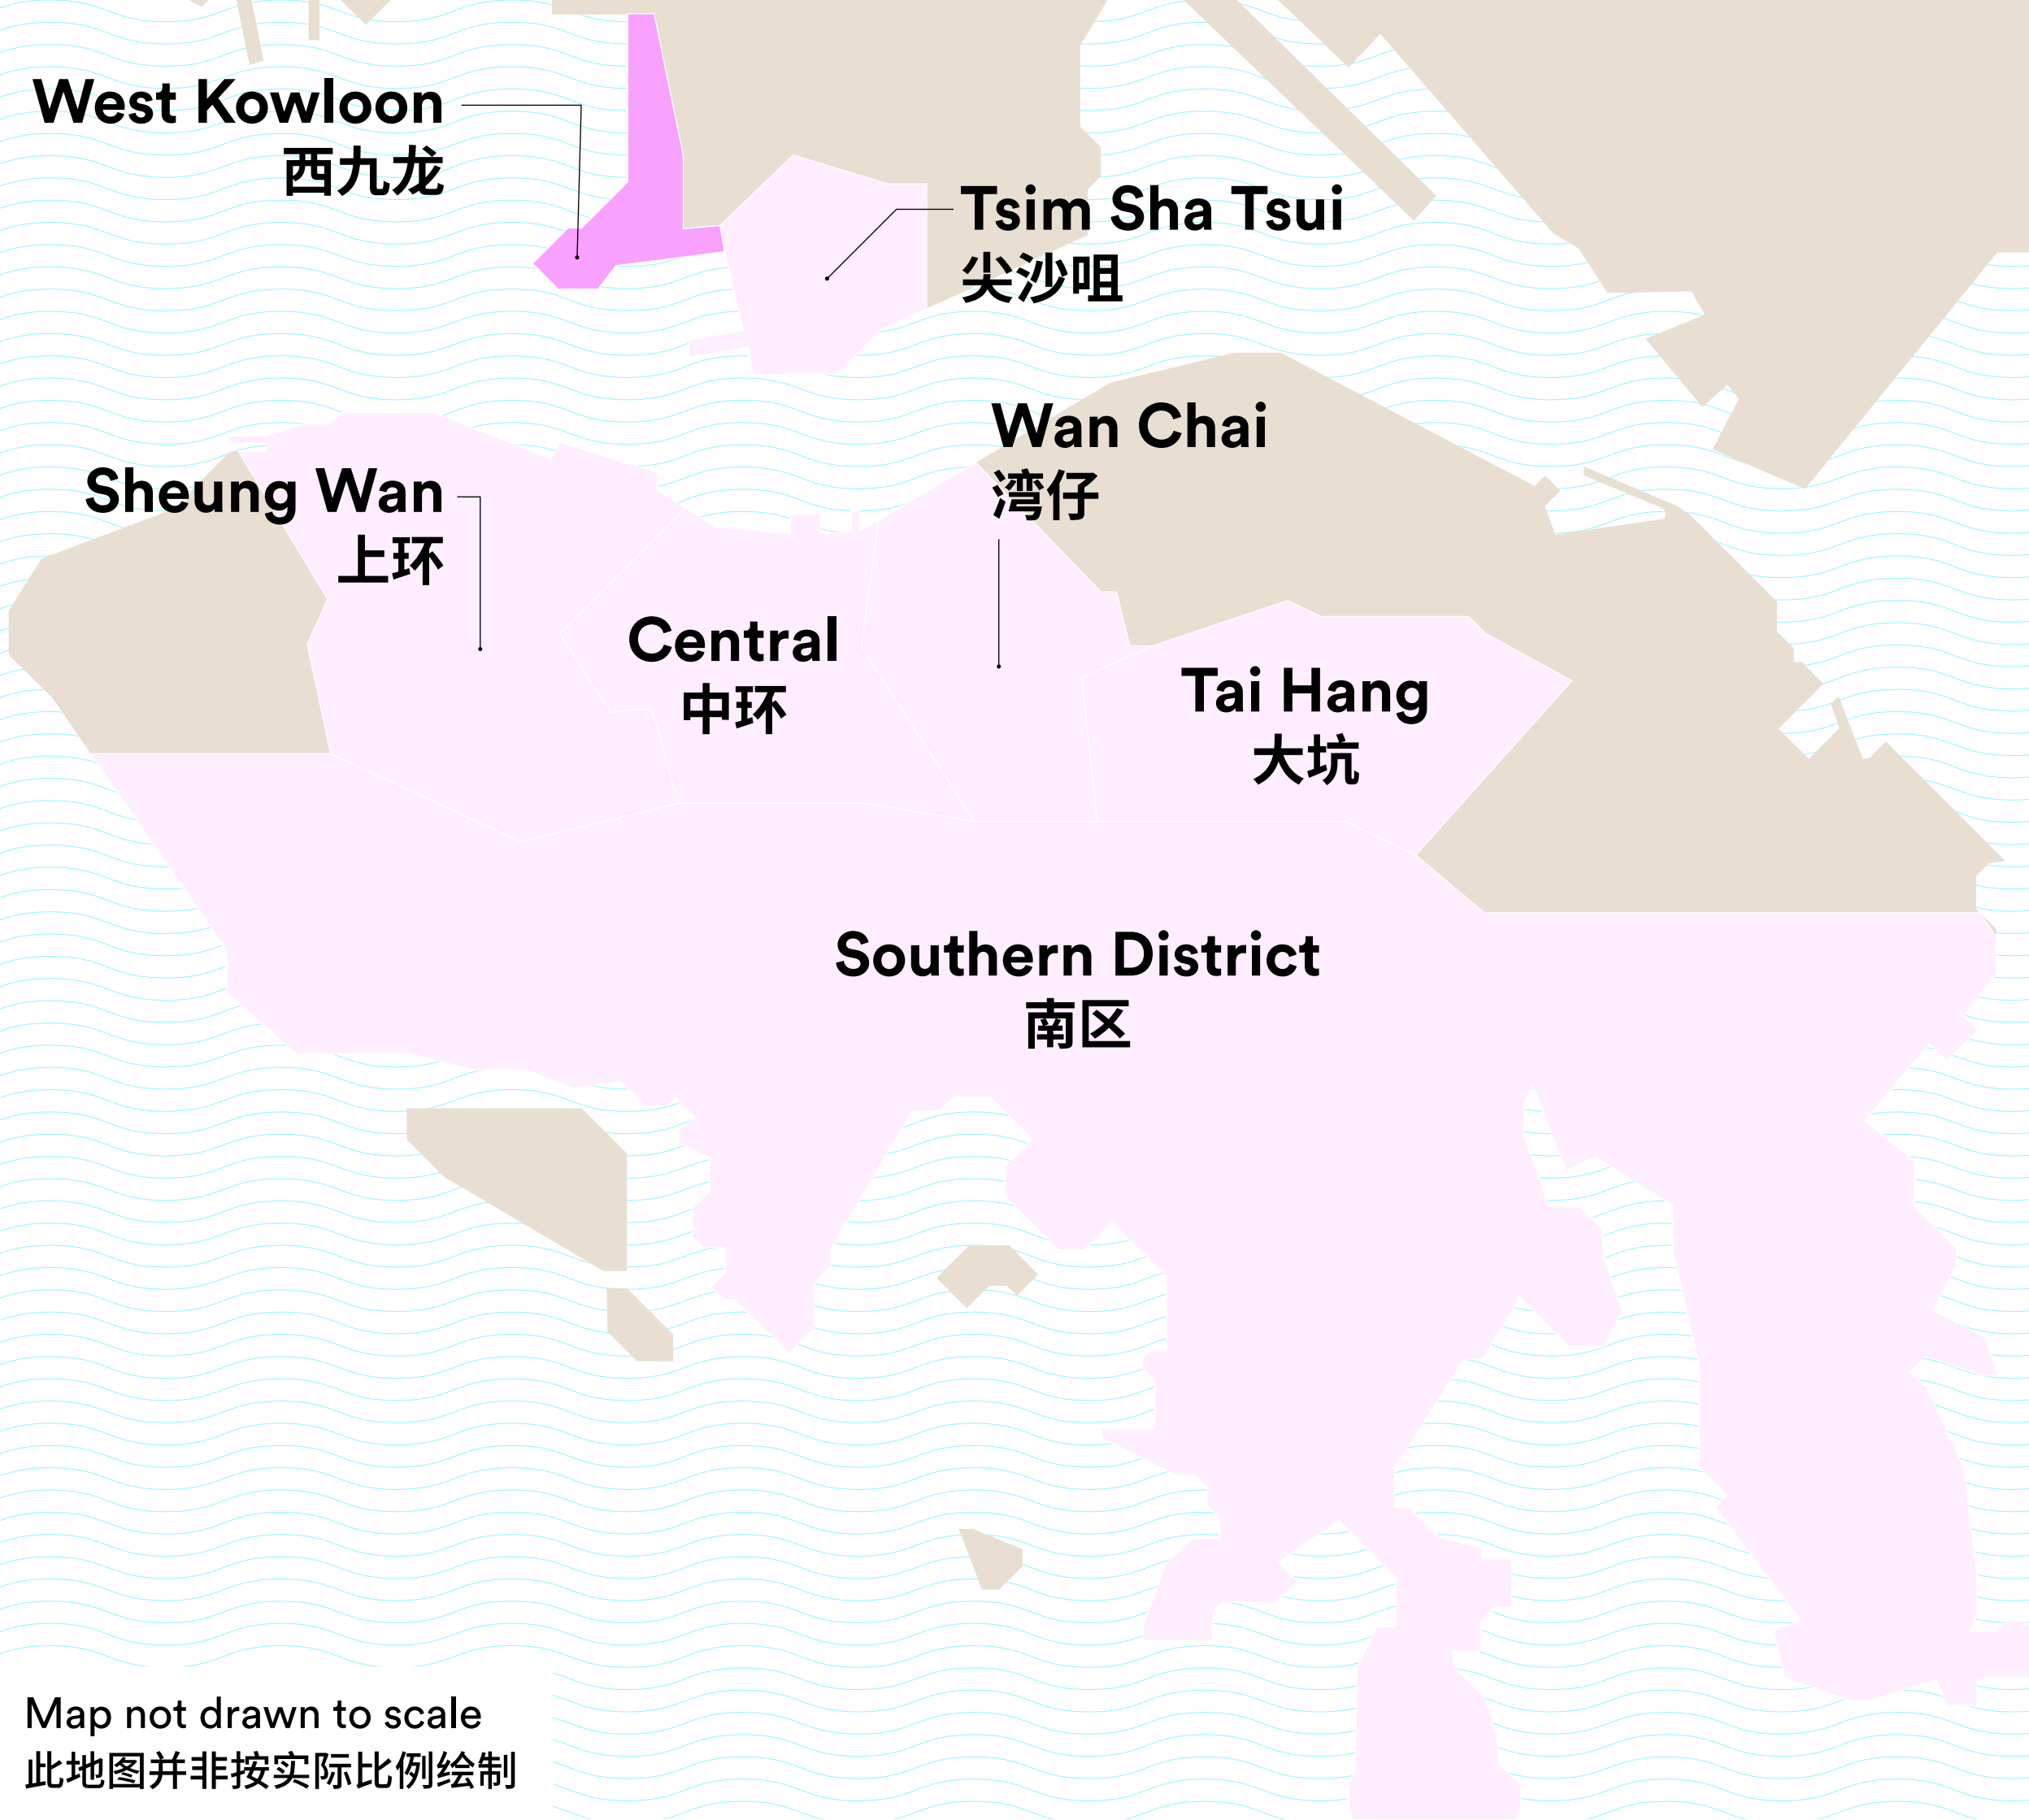 West Kowloon
西九龙
Tsim Sha Tsui
尖沙咀
Wan Chai
湾仔
Sheung Wan
上环
Central
中环
Tai Hang
大坑
Southern District
南区
Map not drawn to scale
此地图并非按实际比例绘制